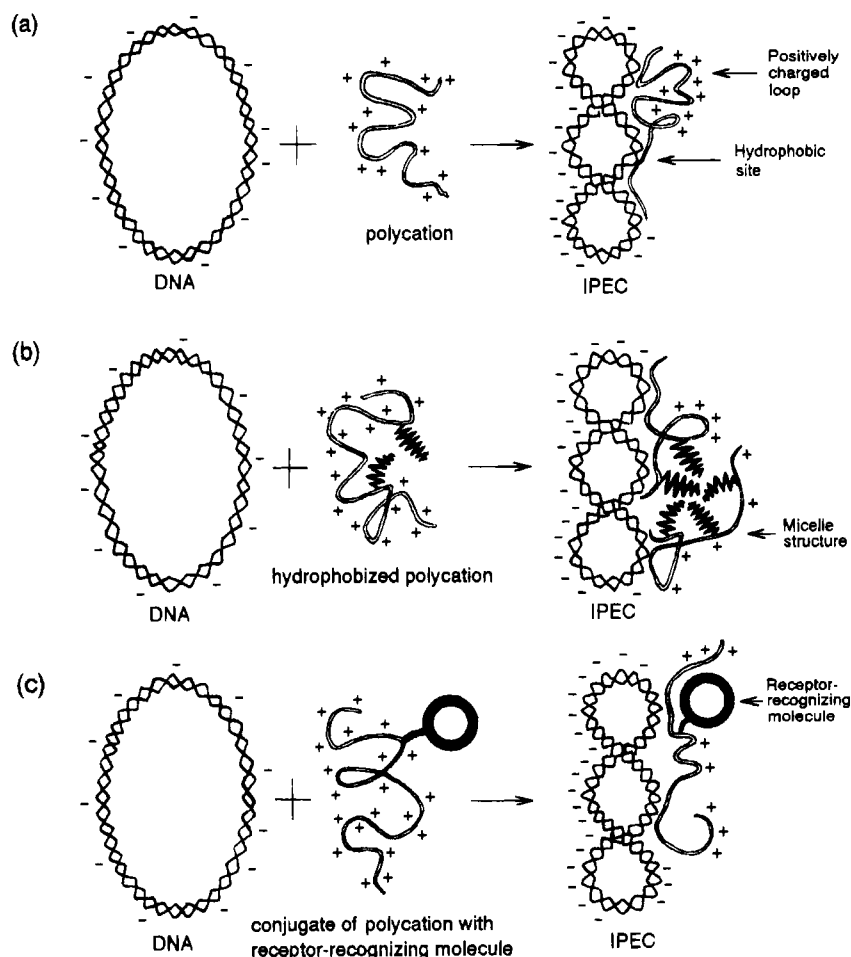 (a)
Positively
charged
loop
Hydrophobic
site
polycation
DNA
IPEC
(b)
Micelle
structure
hydrophobized polycation
DNA
IPEC
(c)
Receptor-
recognizing
molecule
conjugate of polycation with
receptor-recognizing molecule
DNA
IPEC